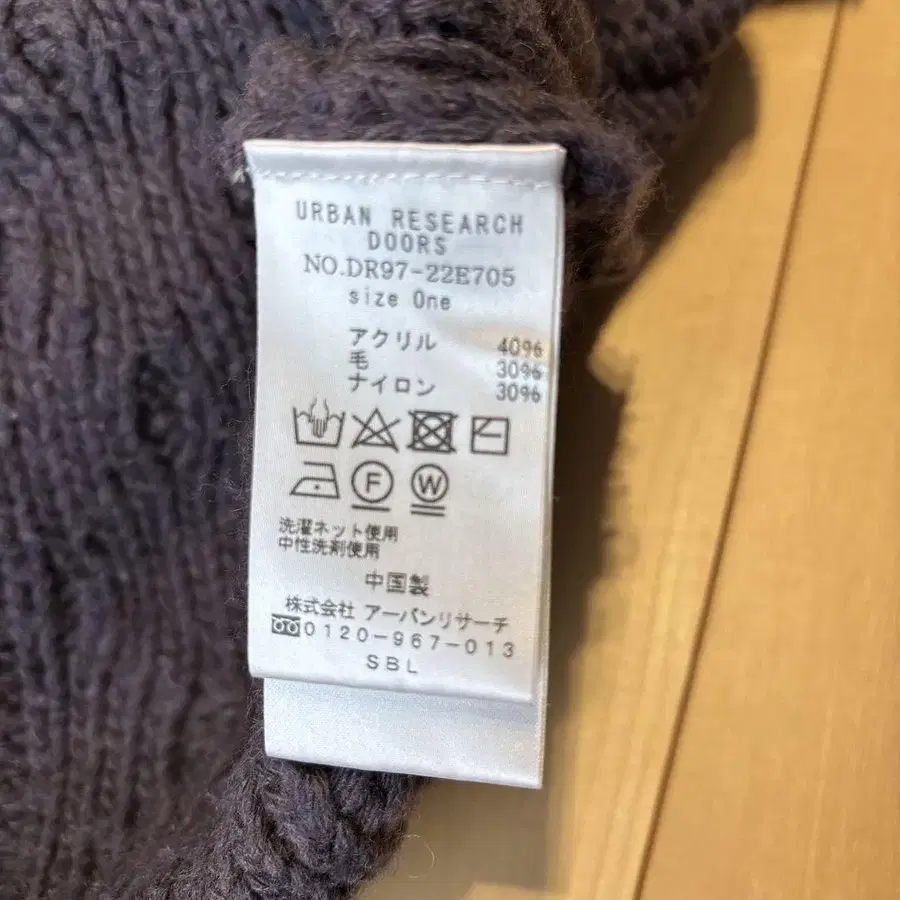 URBAN RESEARCH
DOORS
NO.DR97-22E705
size One
アクリル 40%
毛 30%
ナイロン 30%
F W
洗濯ネット使用
中性洗剤使用
中国製
株式会社 アーバンリサーチ
0120-967-013
SBL